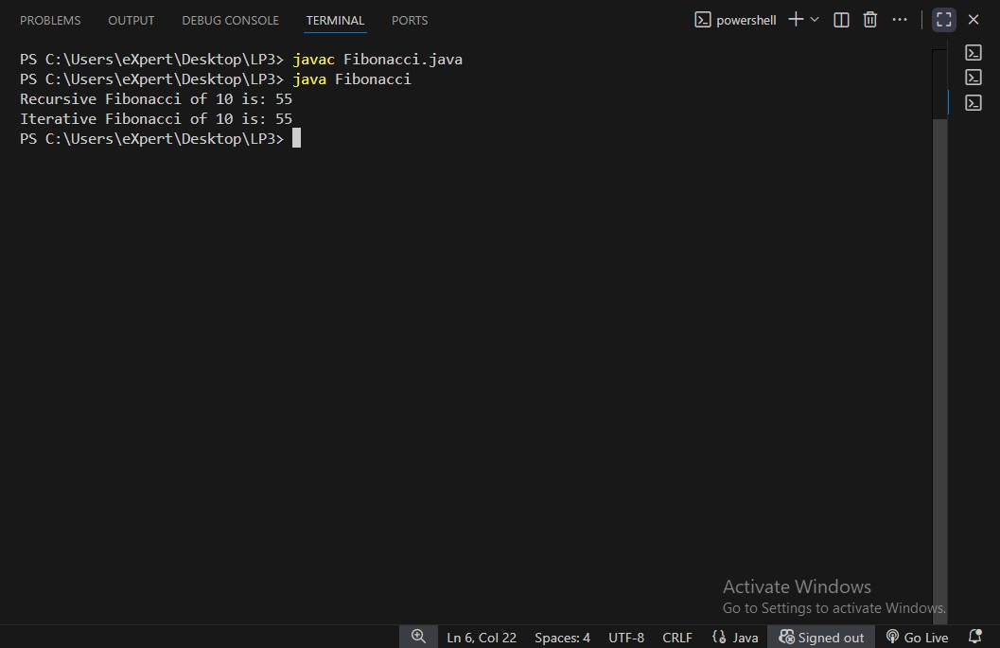 PROBLEMS OUTPUT DEBUG CONSOLE TERMINAL PORTS powershell
PS C:\Users\eXpert\Desktop\LP3> javac Fibonacci.java
PS C:\Users\eXpert\Desktop\LP3> java Fibonacci
Recursive Fibonacci of 10 is: 55
Iterative Fibonacci of 10 is: 55
PS C:\Users\eXpert\Desktop\LP3>
Activate Windows
Go to Settings to activate Windows.
Ln 6, Col 22 Spaces: 4 UTF-8 CRLF Java Signed out Go Live